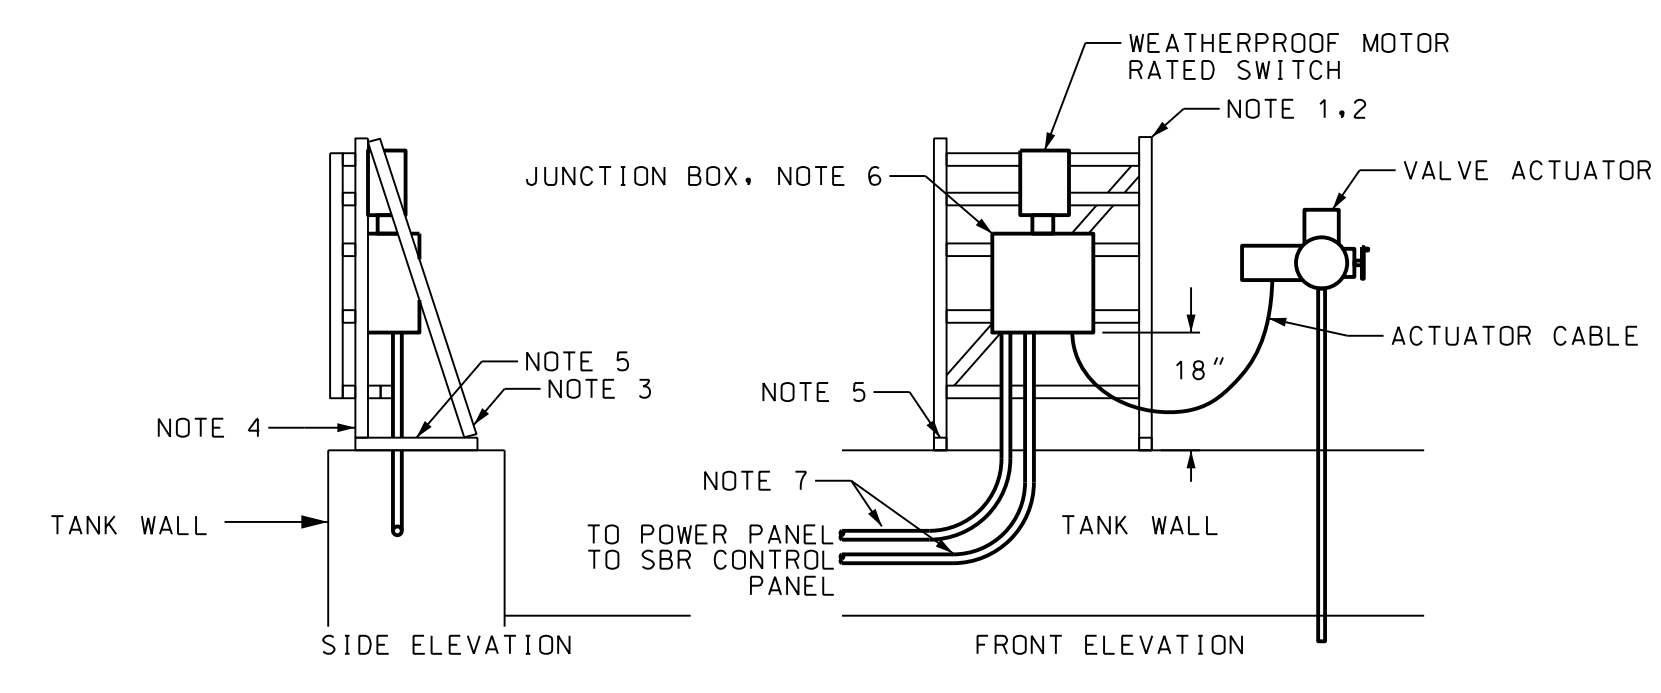 WEATHERPROOF MOTOR
RATED SWITCH
NOTE 1,2
JUNCTION BOX, NOTE 6
VALVE ACTUATOR
ACTUATOR CABLE
18"
NOTE 5
NOTE 3
NOTE 5
NOTE 4
NOTE 7
TANK WALL
TO POWER PANEL
TO SBR CONTROL
PANEL
TANK WALL
SIDE ELEVATION
FRONT ELEVATION